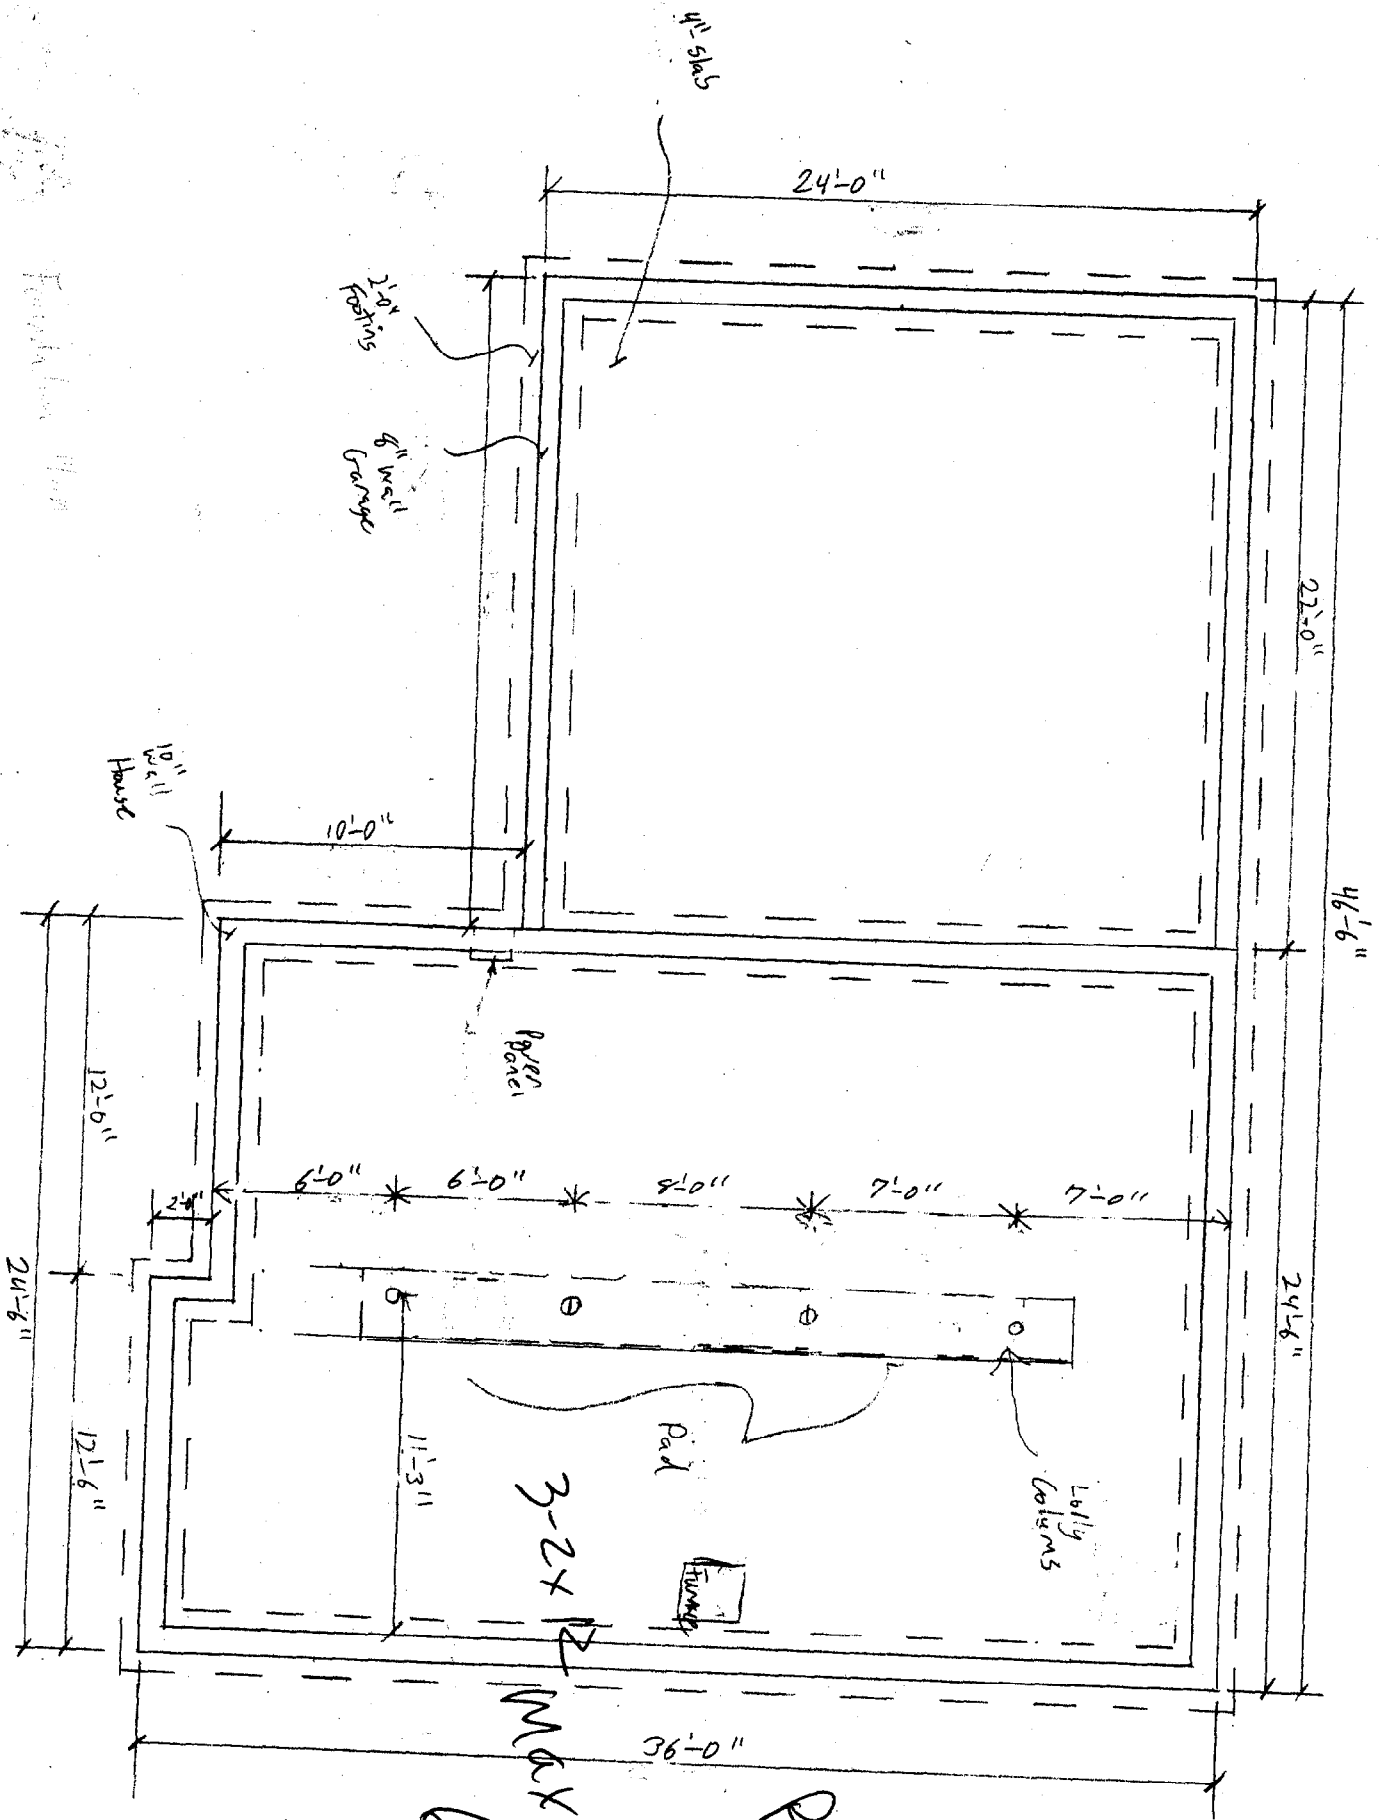 4" slab
24'-0"
2'-0"
Footing
8" wall
Garage
22'-0"
46'-6"
10" wall
House
10'-0"
Power
Panel
12'-0"
2'-0"
24'-6"
6'-0"
6'-0"
8'-0"
7'-0"
7'-0"
24'-6"
12'-6"
11'-3"
Pad
Lolly
Columns
3-2x12 Max
Furnace
36'-0"